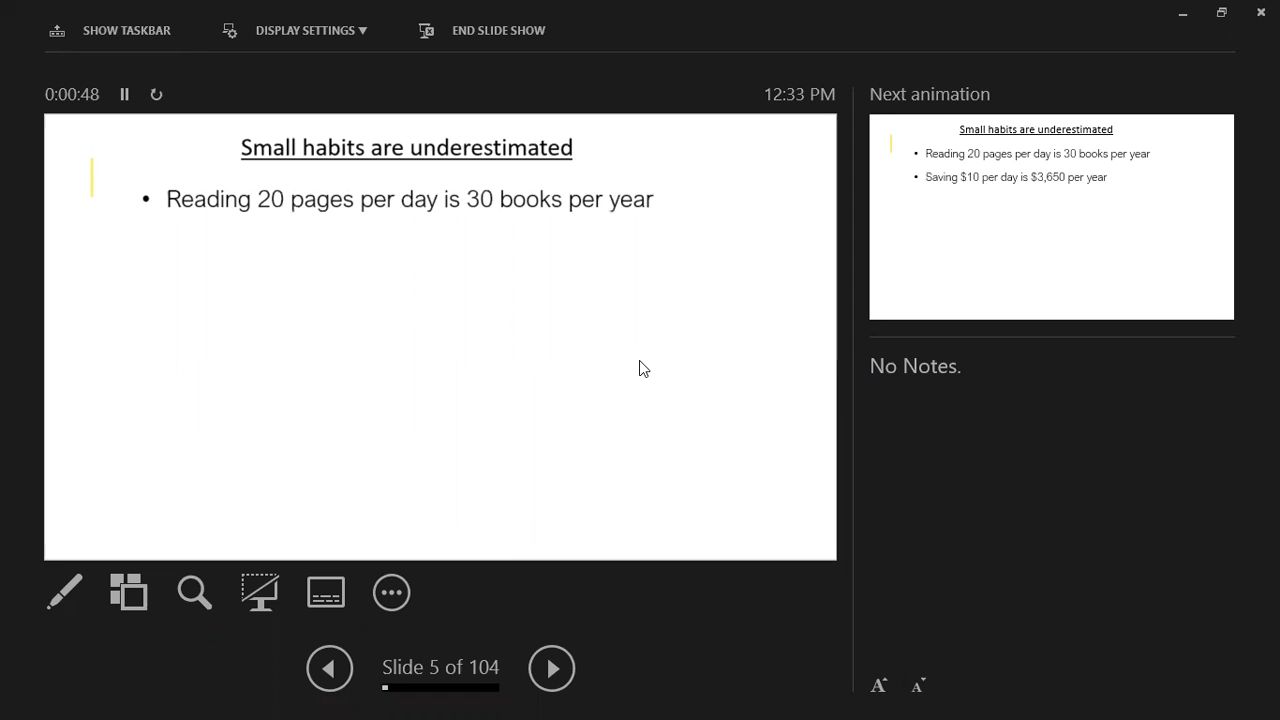 SHOW TASKBAR
DISPLAY SETTINGS ▼
END SLIDE SHOW
0:00:48
12:33 PM
Small habits are underestimated
• Reading 20 pages per day is 30 books per year
Slide 5 of 104
Next animation
Small habits are underestimated
• Reading 20 pages per day is 30 books per year
• Saving $10 per day is $3,650 per year
No Notes.
A A